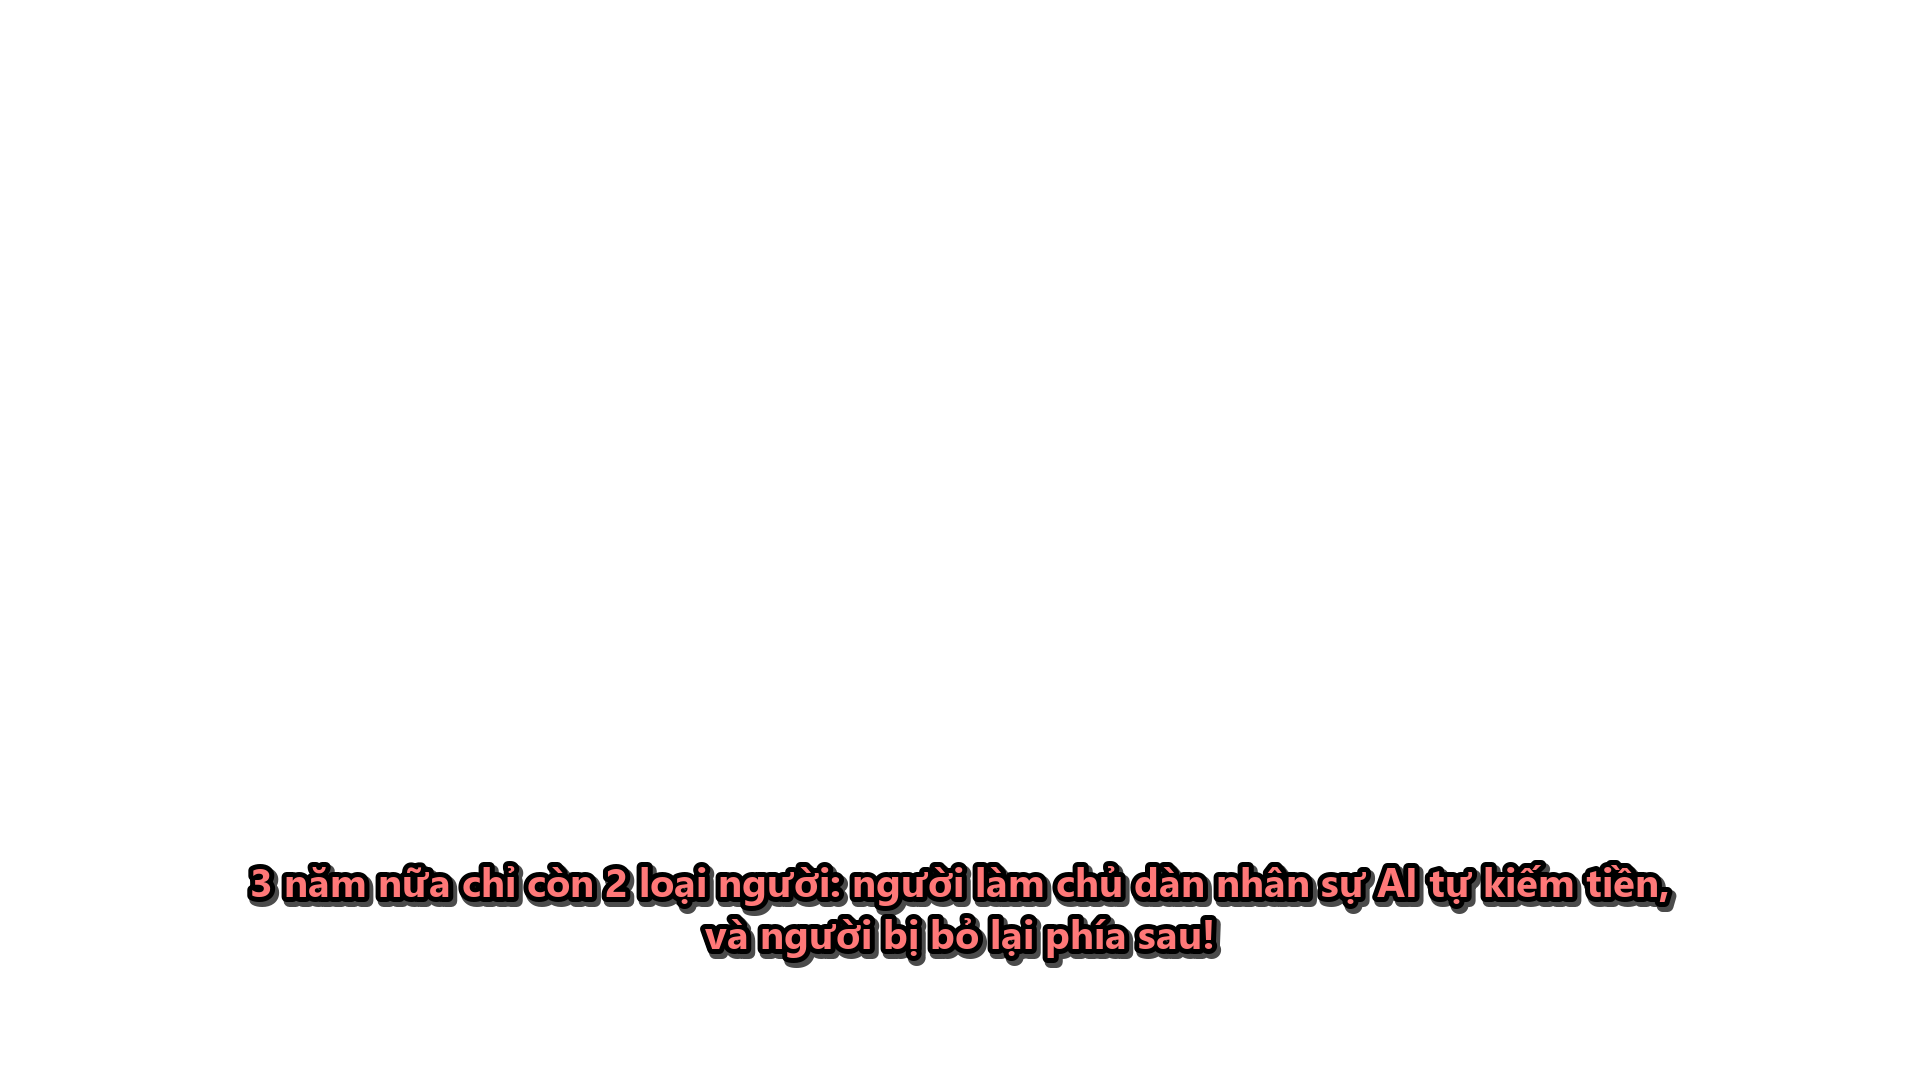 3 năm nữa chỉ còn 2 loại người: người làm chủ dàn nhân sự AI tự kiếm tiền,
và người bị bỏ lại phía sau!